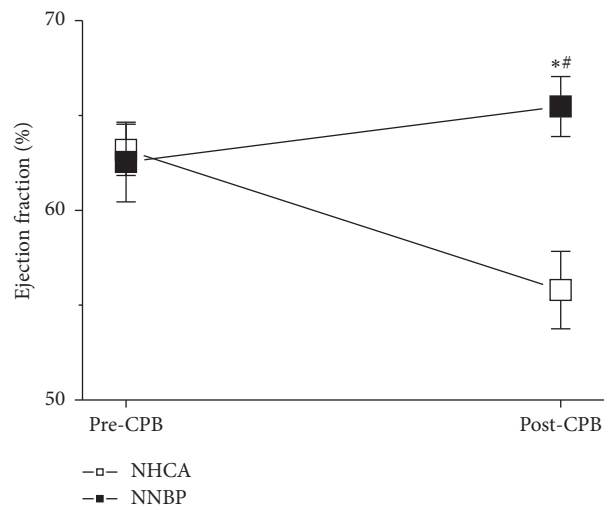 70
*#
Ejection fraction (%)
60
50
Pre-CPB
Post-CPB
NHCA
NNBP